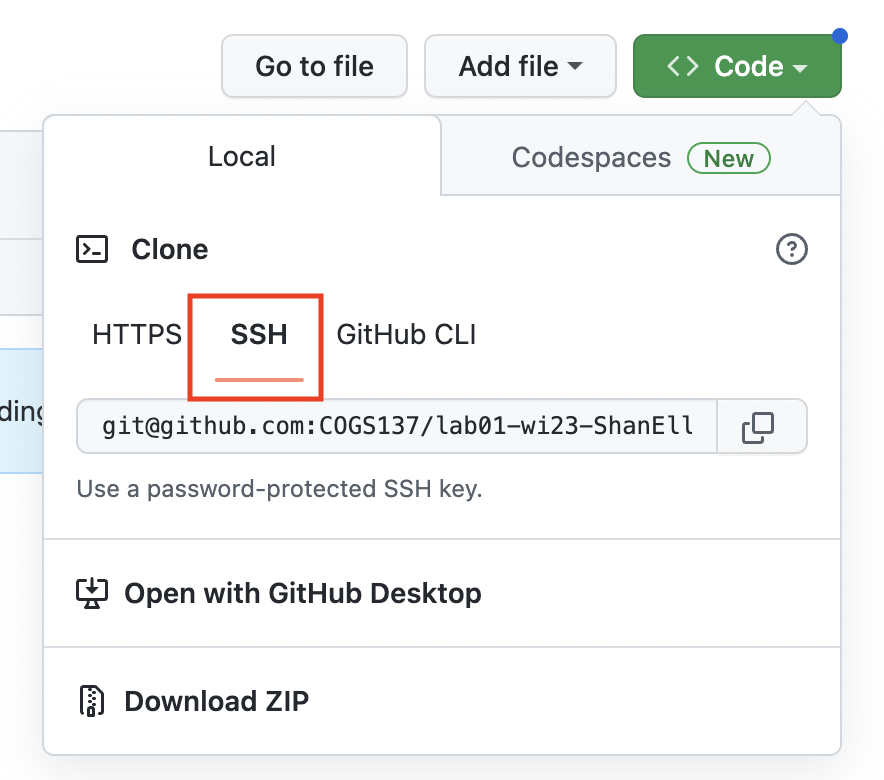 Go to file
Add file
<> Code
Local
Codespaces New
Clone
HTTPS SSH GitHub CLI
ding
git@github.com:COGS137/lab01-wi23-ShanEll
Use a password-protected SSH key.
Open with GitHub Desktop
Download ZIP